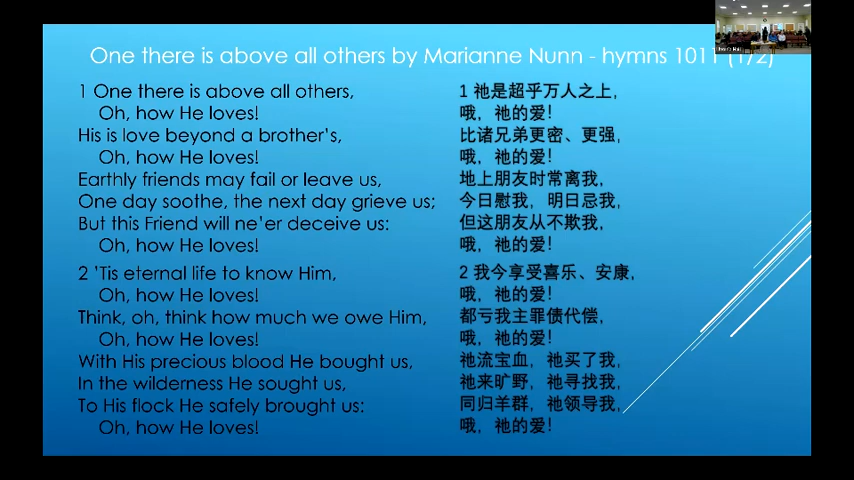 One there is above all others by Marianne Nunn - hymns 1011 (1/2)
1 One there is above all others,
Oh, how He loves!
His is love beyond a brother's,
Oh, how He loves!
Earthly friends may fail or leave us,
One day soothe, the next day grieve us;
But this Friend will ne'er deceive us:
Oh, how He loves!
2 'Tis eternal life to know Him,
Oh, how He loves!
Think, oh, think how much we owe Him,
Oh, how He loves!
With His precious blood He bought us,
In the wilderness He sought us,
To His flock He safely brought us:
Oh, how He loves!
1 祂是超乎万人之上,
哦, 祂的爱!
比诸兄弟更密、更强,
哦, 祂的爱!
地上朋友时常离我,
今日慰我, 明日忌我,
但这朋友从不欺我,
哦, 祂的爱!
2 我今享受喜乐、安康,
哦, 祂的爱!
都亏我主罪债代偿,
哦, 祂的爱!
祂流宝血, 祂买了我,
祂来旷野, 祂寻找我,
同归羊群, 祂领导我,
哦, 祂的爱!